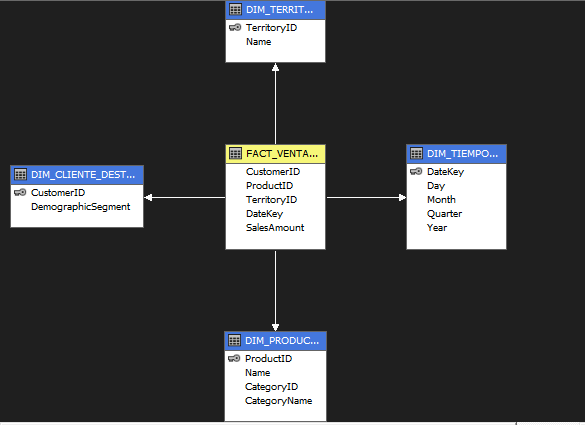 DIM_TERRIT...
TerritoryID
Name
FACT_VENTA...
CustomerID
ProductID
TerritoryID
DateKey
SalesAmount
DIM_CLIENTE_DEST...
CustomerID
DemographicSegment
DIM_TIEMPO...
DateKey
Day
Month
Quarter
Year
DIM_PRODUC...
ProductID
Name
CategoryID
CategoryName